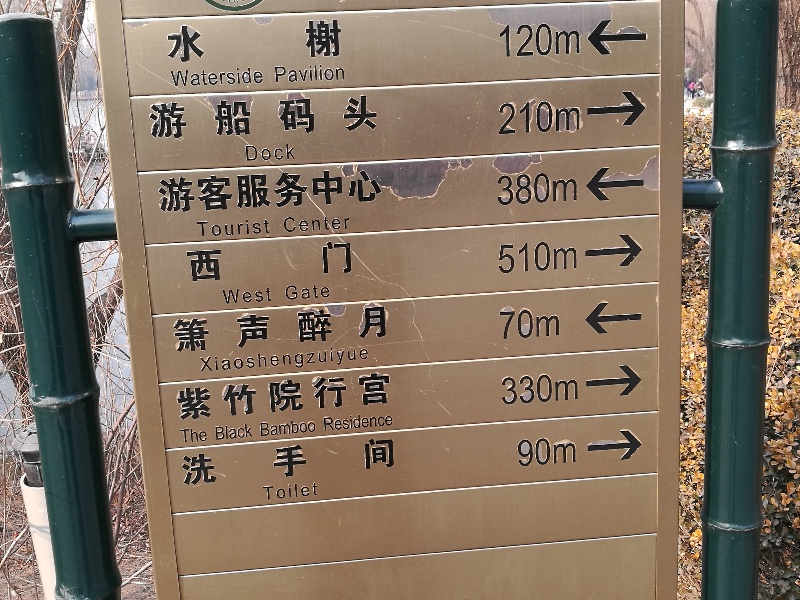 水榭 120m ←
Waterside Pavilion
游船码头 210m →
Dock
游客服务中心 380m ←
Tourist Center
西门 510m →
West Gate
箫声醉月 70m ←
Xiaoshengzuiyue
紫竹院行宫 330m →
The Black Bamboo Residence
洗手间 90m →
Toilet